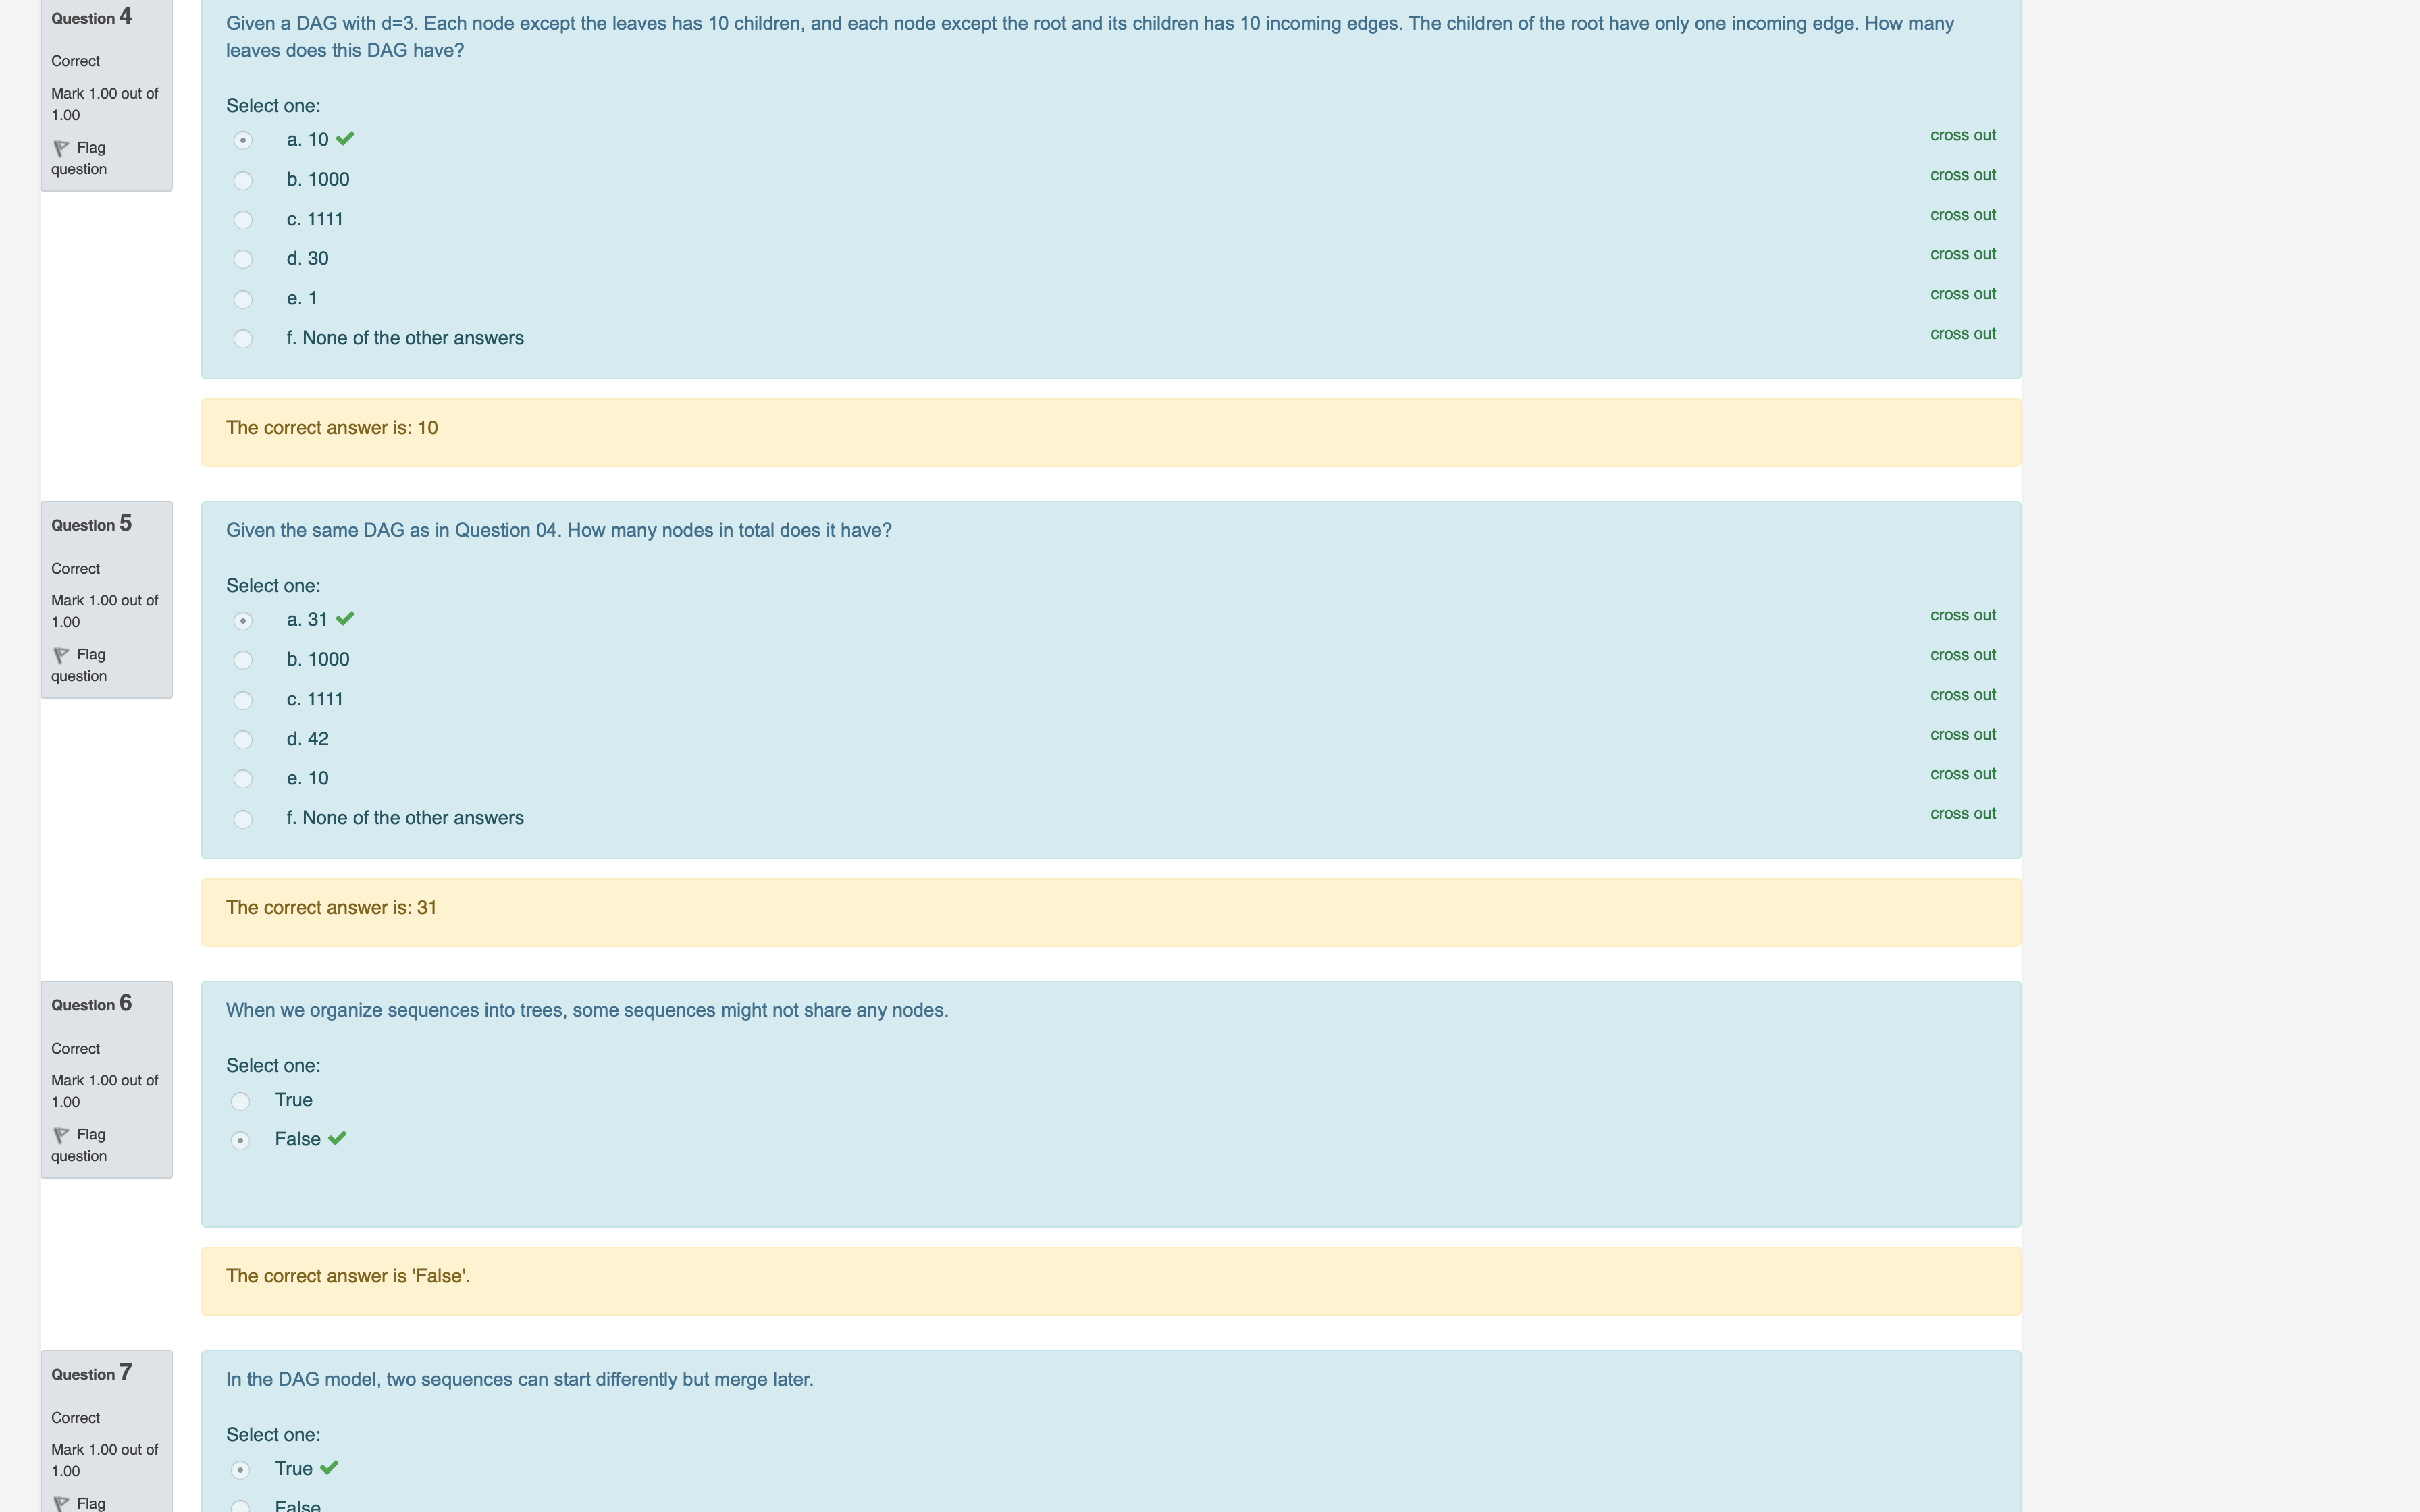 Question 4
Correct
Mark 1.00 out of
1.00
Flag
question
Given a DAG with d=3. Each node except the leaves has 10 children, and each node except the root and its children has 10 incoming edges. The children of the root have only one incoming edge. How many
leaves does this DAG have?
Select one:
a. 10 cross out
b. 1000 cross out
c. 1111 cross out
d. 30 cross out
e. 1 cross out
f. None of the other answers cross out
The correct answer is: 10
Question 5
Correct
Mark 1.00 out of
1.00
Flag
question
Given the same DAG as in Question 04. How many nodes in total does it have?
Select one:
a. 31 cross out
b. 1000 cross out
c. 1111 cross out
d. 42 cross out
e. 10 cross out
f. None of the other answers cross out
The correct answer is: 31
Question 6
Correct
Mark 1.00 out of
1.00
Flag
question
When we organize sequences into trees, some sequences might not share any nodes.
Select one:
True
False
The correct answer is 'False'.
Question 7
Correct
Mark 1.00 out of
1.00
Flag
In the DAG model, two sequences can start differently but merge later.
Select one:
True
False